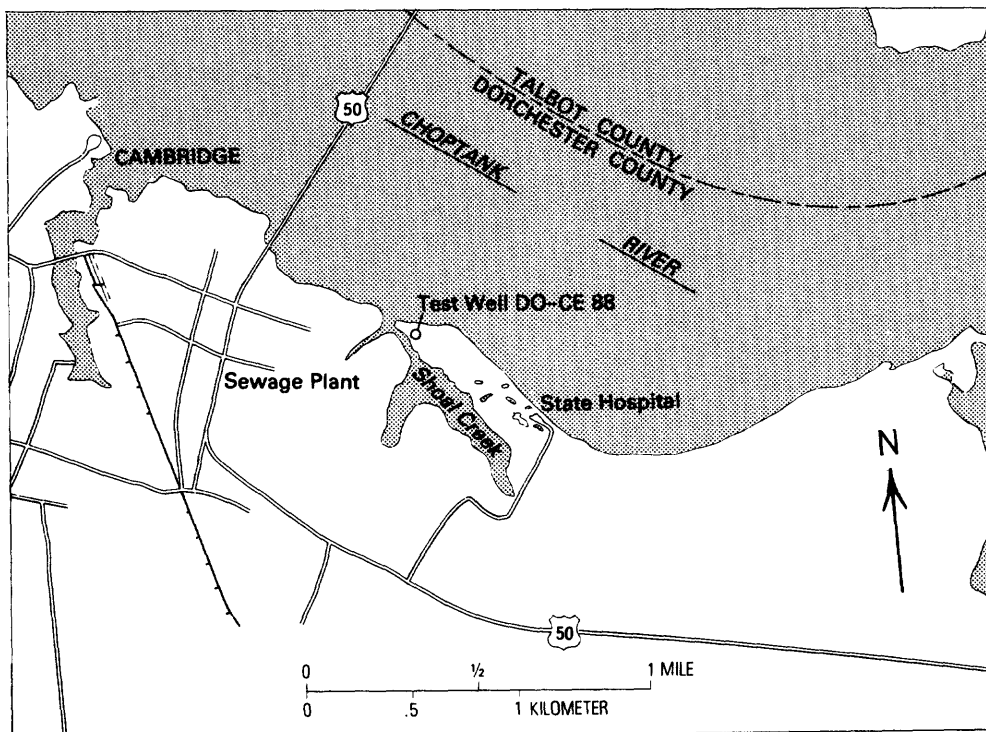 TALBOT COUNTY
DORCHESTER COUNTY
50
CHOPTANK
CAMBRIDGE
RIVER
Test Well DO-CE 88
Sewage Plant
Shoal Creek
State Hospital
N
50
0 ½ 1 MILE
0 .5 1 KILOMETER